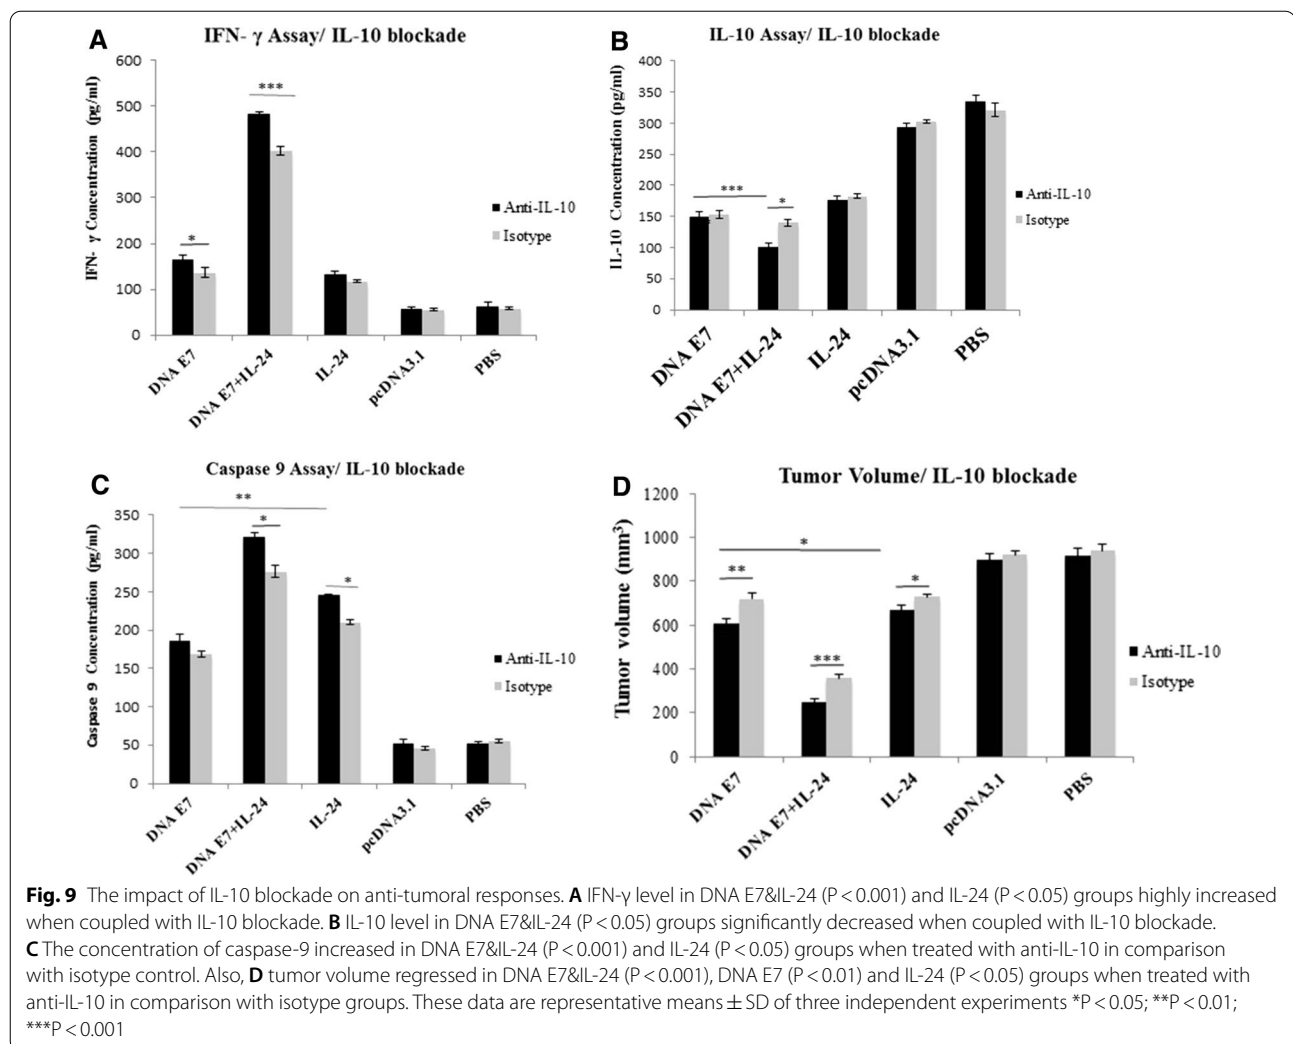 A
IFN- γ Assay/ IL-10 blockade
IFN- γ Concentration (pg/ml)
600
500
400
300
200
100
0
***
*
Anti-IL-10
Isotype
DNA E7
DNA E7+IL-24
IL-24
pcDNA3.1
PBS
B
IL-10 Assay/ IL-10 blockade
IL-10 Concentration (pg/ml)
400
350
300
250
200
150
100
50
0
***
*
Anti-IL-10
Isotype
DNA E7
DNA E7+IL-24
IL-24
pcDNA3.1
PBS
C
Caspase 9 Assay/ IL-10 blockade
Caspase 9 Concentration (pg/ml)
350
300
250
200
150
100
50
0
**
*
*
Anti-IL-10
Isotype
DNA E7
DNA E7+IL-24
IL-24
pcDNA3.1
PBS
D
Tumor Volume/ IL-10 blockade
Tumor volume (mm³)
1200
1000
800
600
400
200
0
*
**
***
*
Anti-IL-10
Isotype
DNA E7
DNA E7+IL-24
IL-24
pcDNA3.1
PBS
Fig. 9 The impact of IL-10 blockade on anti-tumoral responses. A IFN-γ level in DNA E7&IL-24 (P < 0.001) and IL-24 (P < 0.05) groups highly increased
when coupled with IL-10 blockade. B IL-10 level in DNA E7&IL-24 (P < 0.05) groups significantly decreased when coupled with IL-10 blockade.
C The concentration of caspase-9 increased in DNA E7&IL-24 (P < 0.001) and IL-24 (P < 0.05) groups when treated with anti-IL-10 in comparison
with isotype control. Also, D tumor volume regressed in DNA E7&IL-24 (P < 0.001), DNA E7 (P < 0.01) and IL-24 (P < 0.05) groups when treated with
anti-IL-10 in comparison with isotype groups. These data are representative means ± SD of three independent experiments *P < 0.05; **P < 0.01;
***P < 0.001